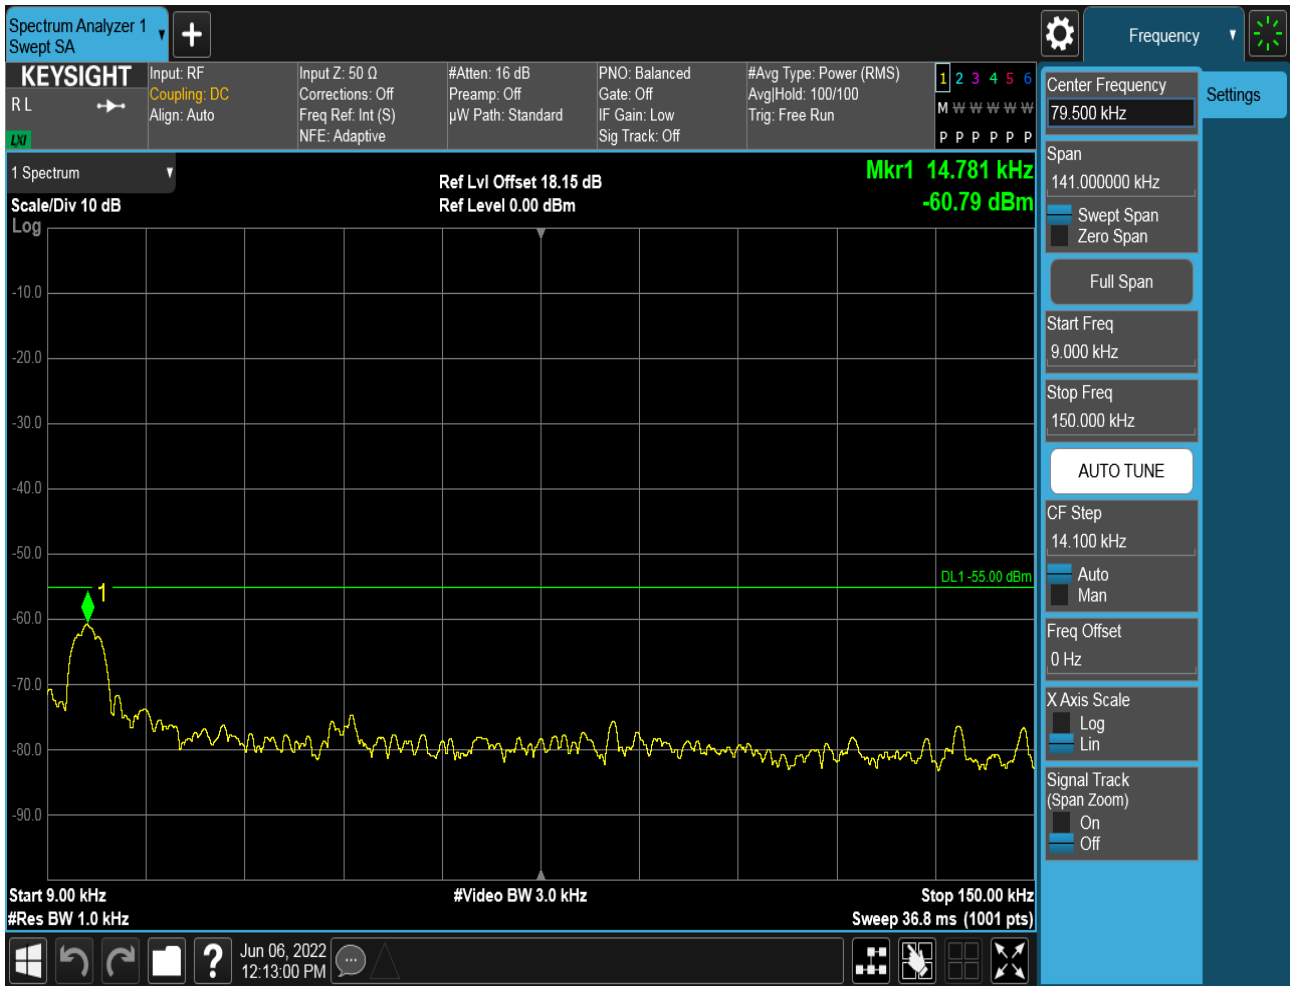 Spectrum Analyzer 1
Swept SA
Frequency
KEYSIGHT
R L
LXI
Input: RF
Coupling: DC
Align: Auto
Input Z: 50 Ω
Corrections: Off
Freq Ref: Int (S)
NFE: Adaptive
#Atten: 16 dB
Preamp: Off
µW Path: Standard
PNO: Balanced
Gate: Off
IF Gain: Low
Sig Track: Off
#Avg Type: Power (RMS)
Avg|Hold: 100/100
Trig: Free Run
1 2 3 4 5 6
M W W W W W
P P P P P P
1 Spectrum
Scale/Div 10 dB
Log
Ref Lvl Offset 18.15 dB
Ref Level 0.00 dBm
Mkr1 14.781 kHz
-60.79 dBm
-10.0
-20.0
-30.0
-40.0
-50.0
-60.0
-70.0
-80.0
-90.0
DL1 -55.00 dBm
1
Start 9.00 kHz
#Res BW 1.0 kHz
#Video BW 3.0 kHz
Stop 150.00 kHz
Sweep 36.8 ms (1001 pts)
?
Jun 06, 2022
12:13:00 PM
Center Frequency
79.500 kHz
Settings
Span
141.000000 kHz
Swept Span
Zero Span
Full Span
Start Freq
9.000 kHz
Stop Freq
150.000 kHz
AUTO TUNE
CF Step
14.100 kHz
Auto
Man
Freq Offset
0 Hz
X Axis Scale
Log
Lin
Signal Track
(Span Zoom)
On
Off